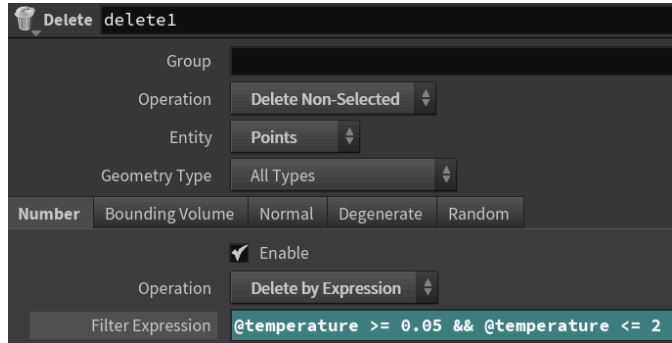 Delete delete1
Group
Operation Delete Non-Selected
Entity Points
Geometry Type All Types
Number Bounding Volume Normal Degenerate Random
Enable
Operation Delete by Expression
Filter Expression @temperature >= 0.05 && @temperature <= 2